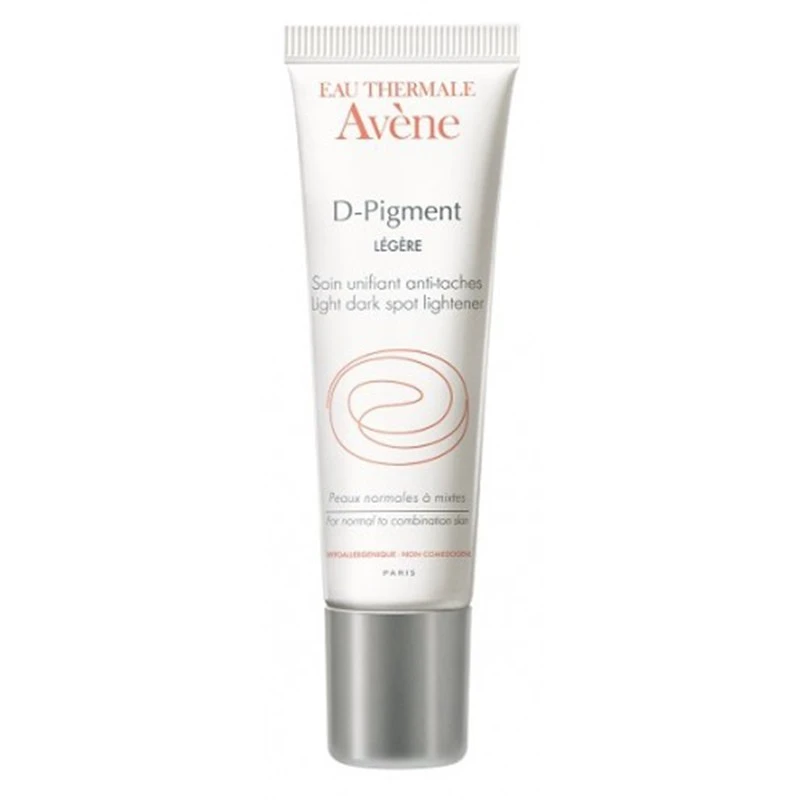 EAU THERMALE
Avène
D-Pigment
LÉGÈRE
Soin unifiant anti-taches
Light dark spot lightener
Peaux normales à mixtes
For normal to combination skin
HYPOALLERGENIQUE - NON COMEDOGENE
PARIS